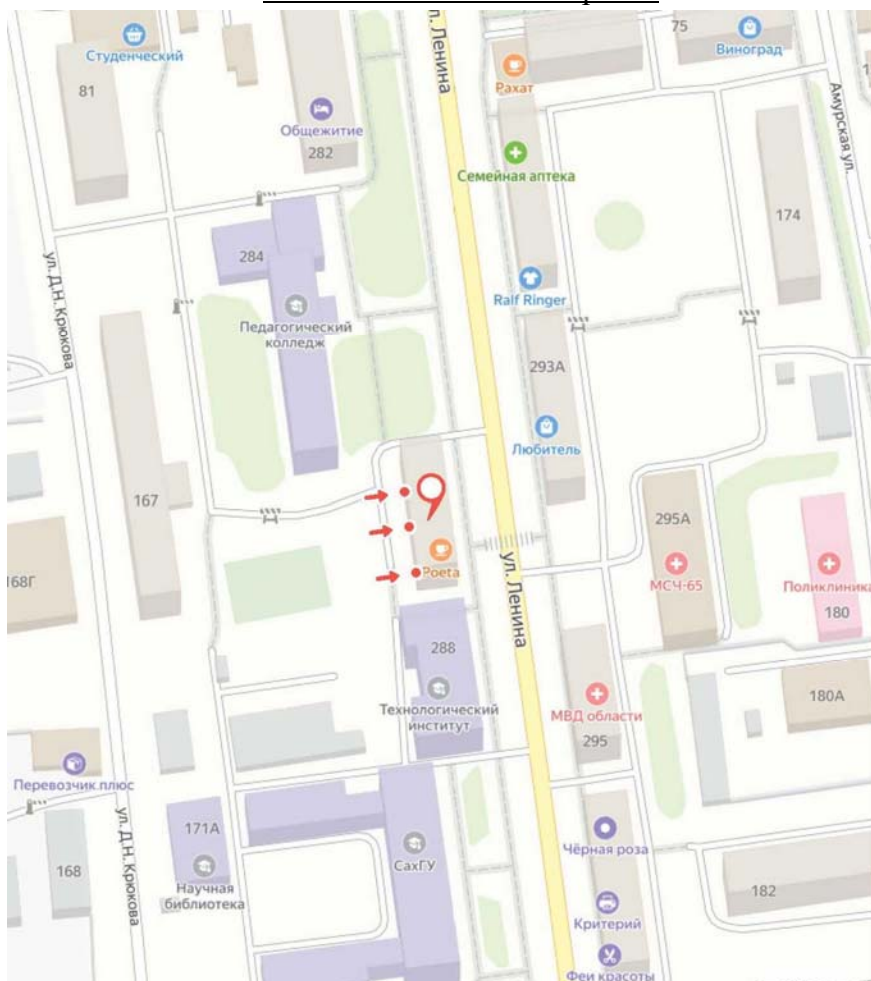 Студенческий
81
Общежитие
282
ул. Ленина
Рахат
75
Виноград
Амурская ул.
Семейная аптека
174
284
Ralf Ringer
Педагогический
колледж
ул. Д.Н. Крюкова
293А
Любитель
167
295А
168Г
Poeta
МСЧ-65
Поликлиника
180
ул. Ленина
288
Технологический
институт
МВД области
295
180А
Перевозчик плюс
ул. Д.Н. Крюкова
171А
Научная
библиотека
168
СахГУ
Чёрная роза
182
Критерий
Феи красоты